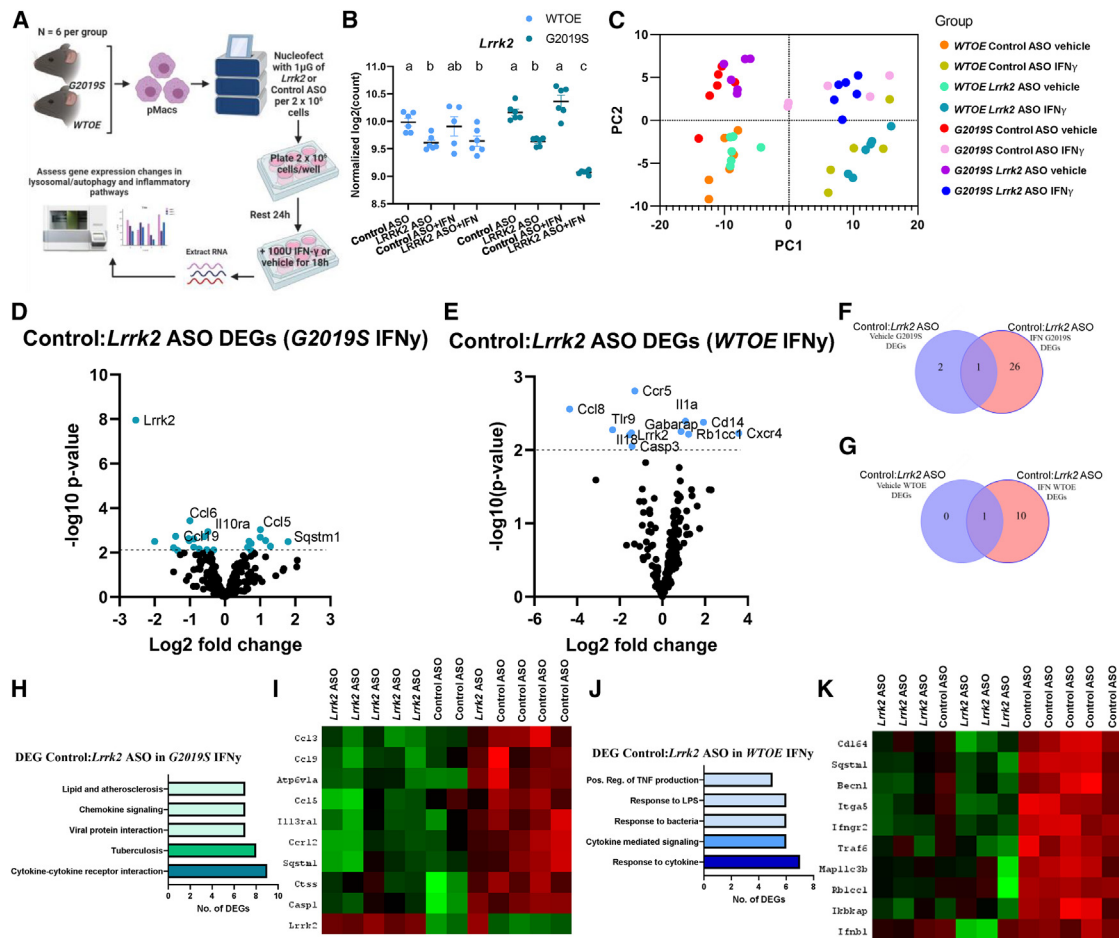 A
N = 6 per group
G2019S
WTOE
pMacs
Nucleofect
with 1µG of
Lrrk2 or
Control ASO
per 2 x 10⁶
cells
Plate 2 x 10⁶
cells/well
Rest 24h
+ 100U IFN-γ or
vehicle for 18h
Extract RNA
Assess gene expression changes in
lysosomal/autophagy and inflammatory
pathways
B
WTOE
G2019S
Lrrk2
a b ab b a b a c
Normalized log2(count)
11.0
10.5
10.0
9.5
9.0
8.5
Control ASO
LRRK2 ASO
Control ASO+IFN
LRRK2 ASO+IFN
Control ASO
LRRK2 ASO
Control ASO+IFN
LRRK2 ASO+IFN
C
PC2
10
5
0
-5
-10
-20 -10 0 10 20
PC1
Group
WTOE Control ASO vehicle
WTOE Control ASO IFNγ
WTOE Lrrk2 ASO vehicle
WTOE Lrrk2 ASO IFNγ
G2019S Control ASO vehicle
G2019S Control ASO IFNγ
G2019S Lrrk2 ASO vehicle
G2019S Lrrk2 ASO IFNγ
D
Control:Lrrk2 ASO DEGs (G2019S IFNy)
-log10 p-value
10
8
6
4
2
0
Lrrk2
Ccl6
Il10ra
Ccl19
Ccl5
Sqstm1
-3 -2 -1 0 1 2 3
Log2 fold change
E
Control:Lrrk2 ASO DEGs (WTOE IFNy)
-log10(p-value)
3
2
1
0
Ccr5
Ccl8
Il1a
Tlr9
Gabarap
Cd14
Il18
Lrrk2
Rb1cc1
Cxcr4
Casp3
-6 -4 -2 0 2 4
Log2 fold change
F
Control:Lrrk2 ASO
Vehicle G2019S
DEGs
Control:Lrrk2 ASO
IFN G2019S
DEGs
2 1 26
G
Control:Lrrk2 ASO
Vehicle WTOE
DEGs
Control:Lrrk2 ASO
IFN WTOE
DEGs
0 1 10
H
DEG Control:Lrrk2 ASO in G2019S IFNy
Lipid and atherosclerosis
Chemokine signaling
Viral protein interaction
Tuberculosis
Cytokine-cytokine receptor interaction
0 2 4 6 8 10
No. of DEGs
I
Lrrk2 ASO
Lrrk2 ASO
Lrrk2 ASO
Lrrk2 ASO
Lrrk2 ASO
Control ASO
Control ASO
Lrrk2 ASO
Control ASO
Control ASO
Control ASO
Control ASO
Ccl3
Ccl9
Atp6v1a
Ccl5
Il13ra1
Ccrl2
Sqstm1
Ctss
Casp1
Lrrk2
J
DEG Control:Lrrk2 ASO in WTOE IFNy
Pos. Reg. of TNF production
Response to LPS
Response to bacteria
Cytokine mediated signaling
Response to cytokine
0 2 4 6 8
No. of DEGs
K
Lrrk2 ASO
Lrrk2 ASO
Lrrk2 ASO
Control ASO
Lrrk2 ASO
Lrrk2 ASO
Lrrk2 ASO
Control ASO
Control ASO
Control ASO
Control ASO
Control ASO
Cd164
Sqstm1
Becn1
Itga5
Ifngr2
Traf6
Map1lc3b
Rb1cc1
Ikbkap
Ifnb1